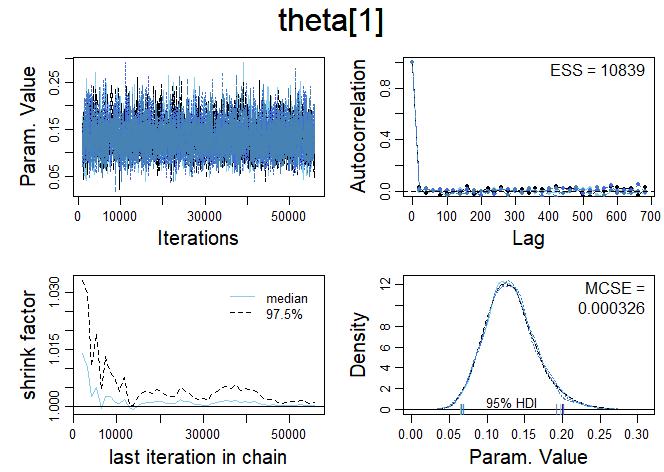 theta[1]
Param. Value
0.05 0.15 0.25
0 10000 30000 50000
Iterations
Autocorrelation
0.0 0.4 0.8
ESS = 10839
0 100 200 300 400 500 600 700
Lag
shrink factor
1.000 1.015 1.030
median
97.5%
0 10000 30000 50000
last iteration in chain
Density
0 2 4 6 8 12
MCSE =
0.000326
95% HDI
0.00 0.05 0.10 0.15 0.20 0.25 0.30
Param. Value